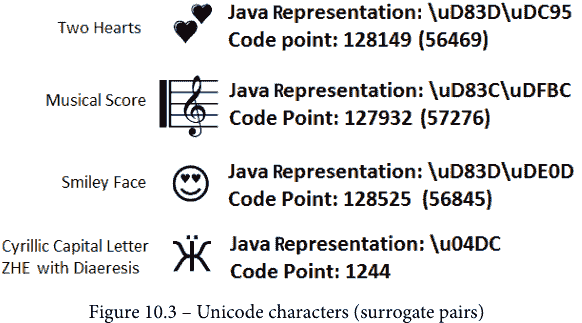 Two Hearts
Java Representation: \uD83D\uDC95
Code point: 128149 (56469)
Musical Score
Java Representation: \uD83C\uDFBC
Code Point: 127932 (57276)
Smiley Face
Java Representation: \uD83D\uDE0D
Code Point: 128525 (56845)
Cyrillic Capital Letter
ZHE with Diaeresis
Ӝ
Java Representation: \u04DC
Code Point: 1244
Figure 10.3 – Unicode characters (surrogate pairs)